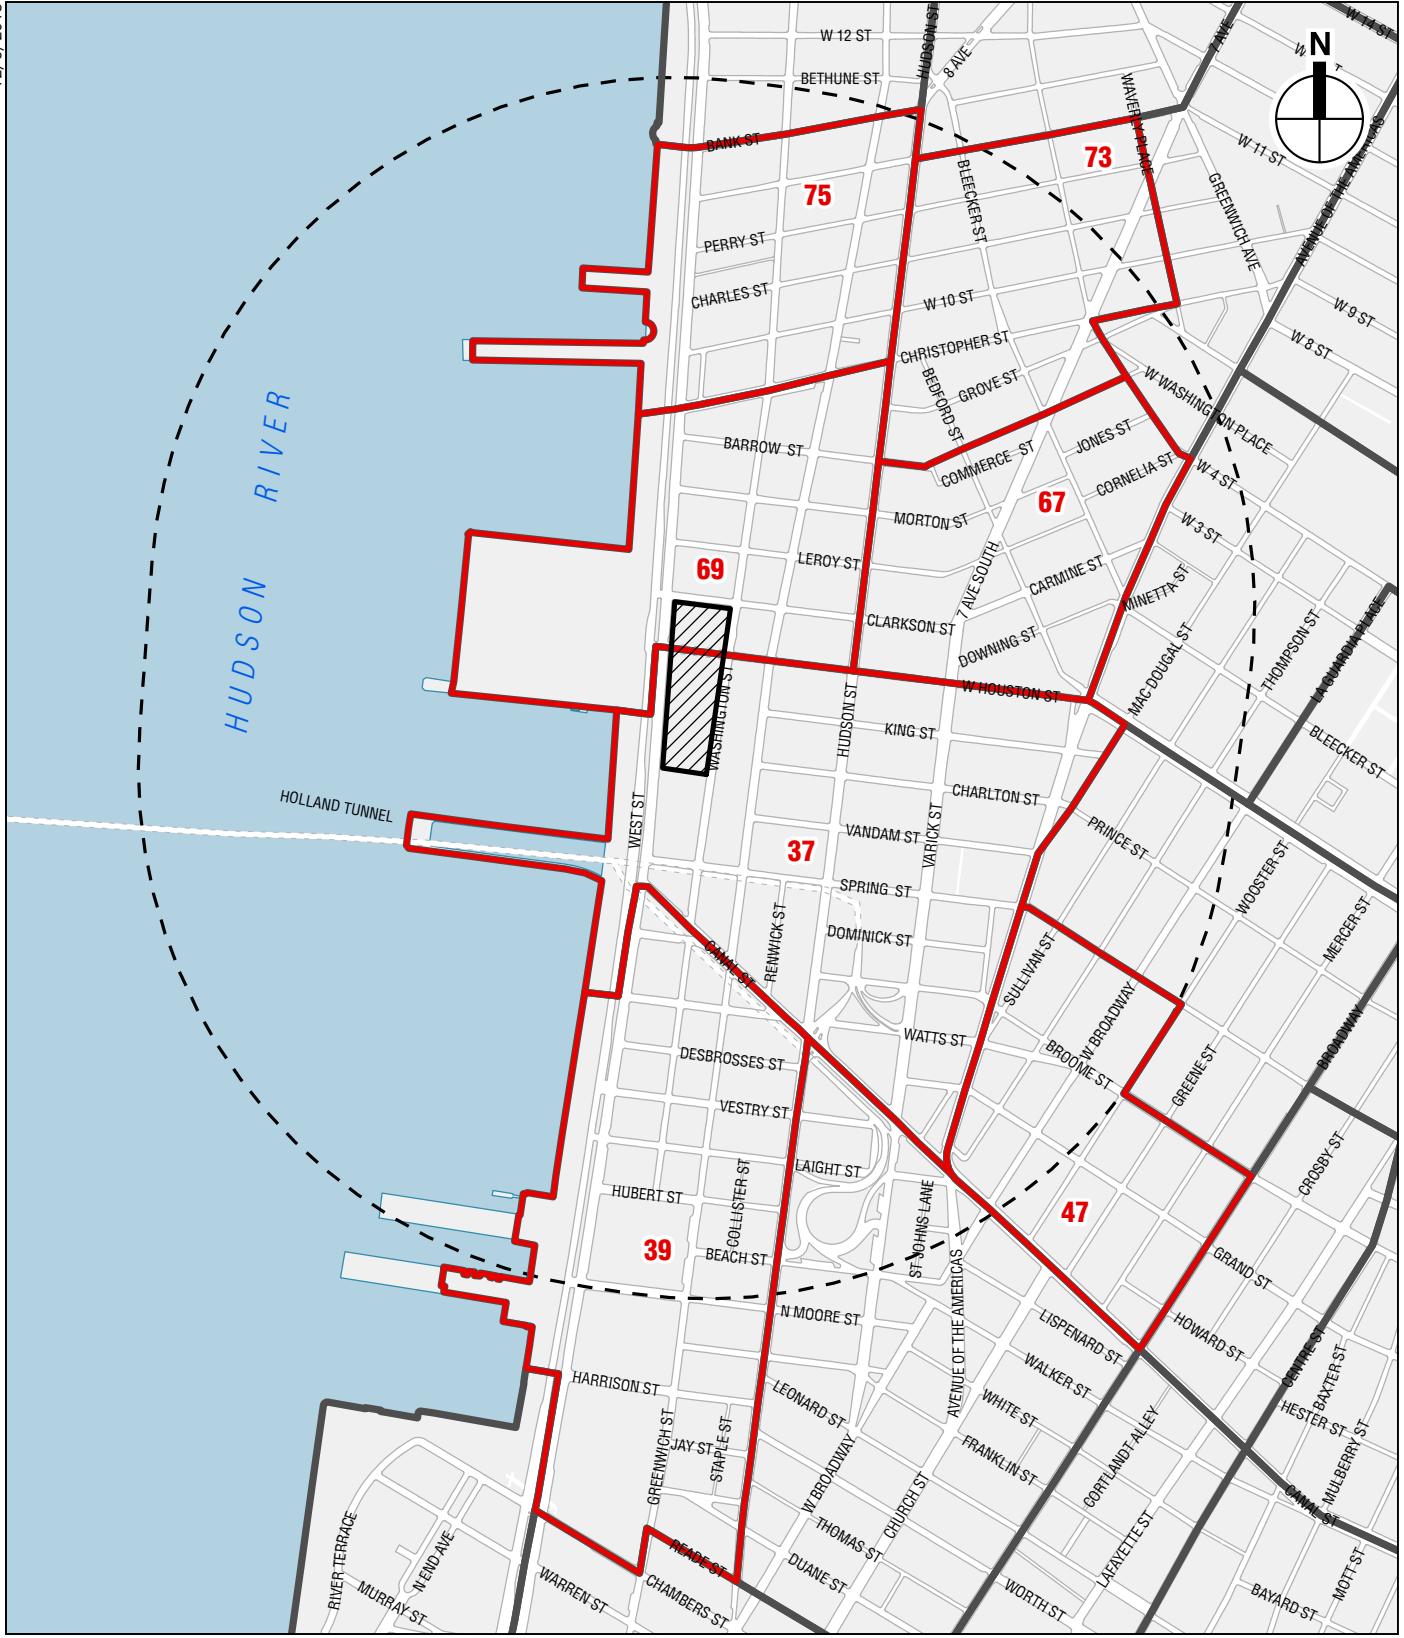 W 12 ST
HUDSON ST
8 AVE
7 AVE
W 14 ST
N
BETHUNE ST
WAVERLY PLACE
BANK ST
73
W 11 ST
75
BLEECKER ST
GREENWICH AVE
AVENUE OF THE AMERICAS
PERRY ST
CHARLES ST
W 10 ST
W 9 ST
CHRISTOPHER ST
W 8 ST
BEDFORD ST
GROVE ST
W WASHINGTON PLACE
HUDSON RIVER
BARROW ST
JONES ST
COMMERCE ST
CORNELIA ST
W 4 ST
67
MORTON ST
W 3 ST
69
LEROY ST
7 AVE SOUTH
CARMINE ST
MINETTA ST
CLARKSON ST
DOWNING ST
MAC DOUGAL ST
THOMPSON ST
LA GUARDIA PLACE
WASHINGTON ST
W HOUSTON ST
HUDSON ST
KING ST
BLEECKER ST
HOLLAND TUNNEL
WEST ST
CHARLTON ST
VANDAM ST
VARICK ST
PRINCE ST
37
SPRING ST
WOOSTER ST
RENWICK ST
DOMINICK ST
MERCER ST
CANAL ST
SULLIVAN ST
W BROADWAY
WATTS ST
BROADWAY
DESBROSSES ST
BROOME ST
GREENE ST
VESTRY ST
LAIGHT ST
CROSBY ST
HUBERT ST
COLLISTER ST
ST JOHNS LANE
47
39
BEACH ST
GRAND ST
AVENUE OF THE AMERICAS
N MOORE ST
LISPENARD ST
HOWARD ST
CENTRE ST
BAXTER ST
HARRISON ST
WALKER ST
LEONARD ST
WHITE ST
HESTER ST
GREENWICH ST
JAY ST
STAPLE ST
W BROADWAY
FRANKLIN ST
CORTLANDT ALLEY
MULBERRY ST
CHURCH ST
CANAL ST
RIVER TERRACE
N END AVE
READE ST
THOMAS ST
LAFAYETTE ST
MURRAY ST
WARREN ST
CHAMBERS ST
DUANE ST
WORTH ST
BAYARD ST
MOTT ST